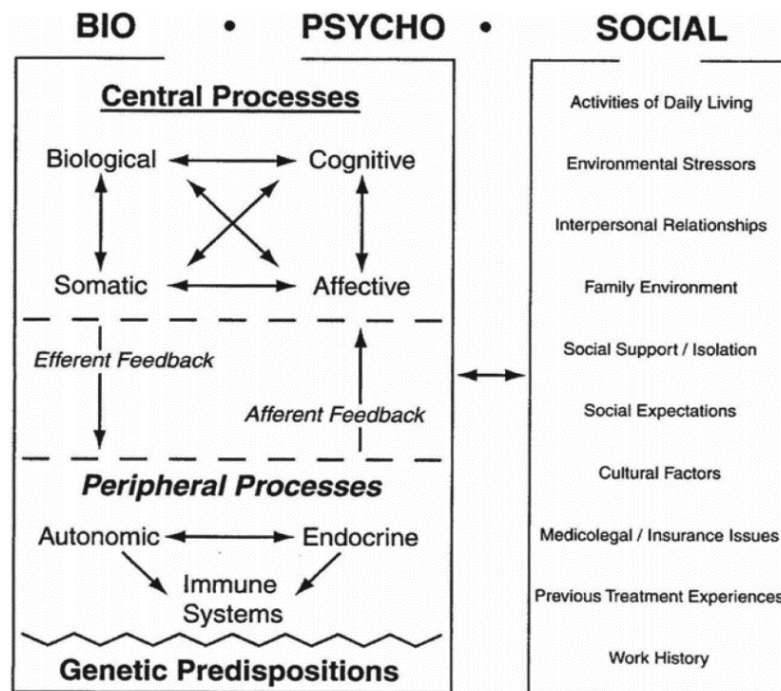 BIO • PSYCHO • SOCIAL
Central Processes
Biological Cognitive
Somatic Affective
Efferent Feedback
Afferent Feedback
Peripheral Processes
Autonomic Endocrine
Immune
Systems
Genetic Predispositions
Activities of Daily Living
Environmental Stressors
Interpersonal Relationships
Family Environment
Social Support / Isolation
Social Expectations
Cultural Factors
Medicolegal / Insurance Issues
Previous Treatment Experiences
Work History